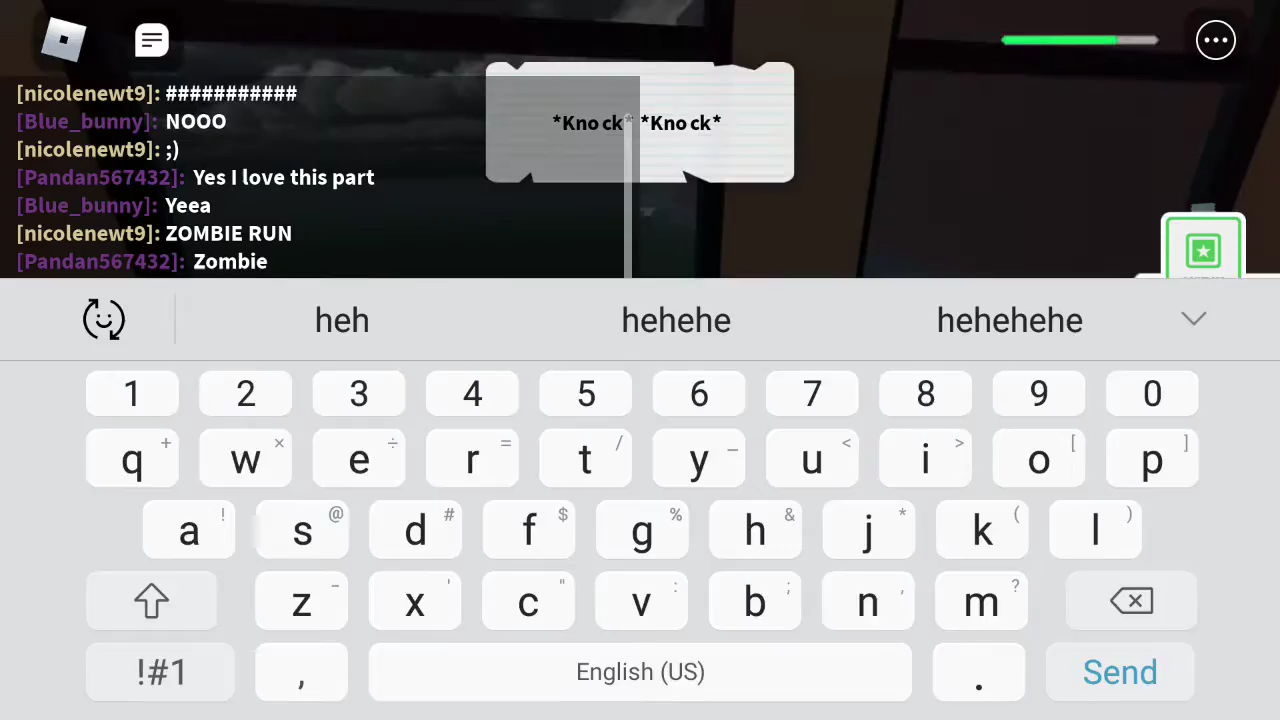 [nicolenewt9]: ###########
[Blue_bunny]: NOOO
[nicolenewt9]: ;)
[Pandan567432]: Yes I love this part
[Blue_bunny]: Yeea
[nicolenewt9]: ZOMBIE RUN
[Pandan567432]: Zombie
*Knock* *Knock*
heh hehehe hehehehe
1 2 3 4 5 6 7 8 9 0
q + w × e ÷ r = t / y _ u < i > o [ p ]
a ! s @ d # f $ g % h & j * k ( l )
z - x ' c " v : b ; n , m ?
!#1 , English (US) . Send